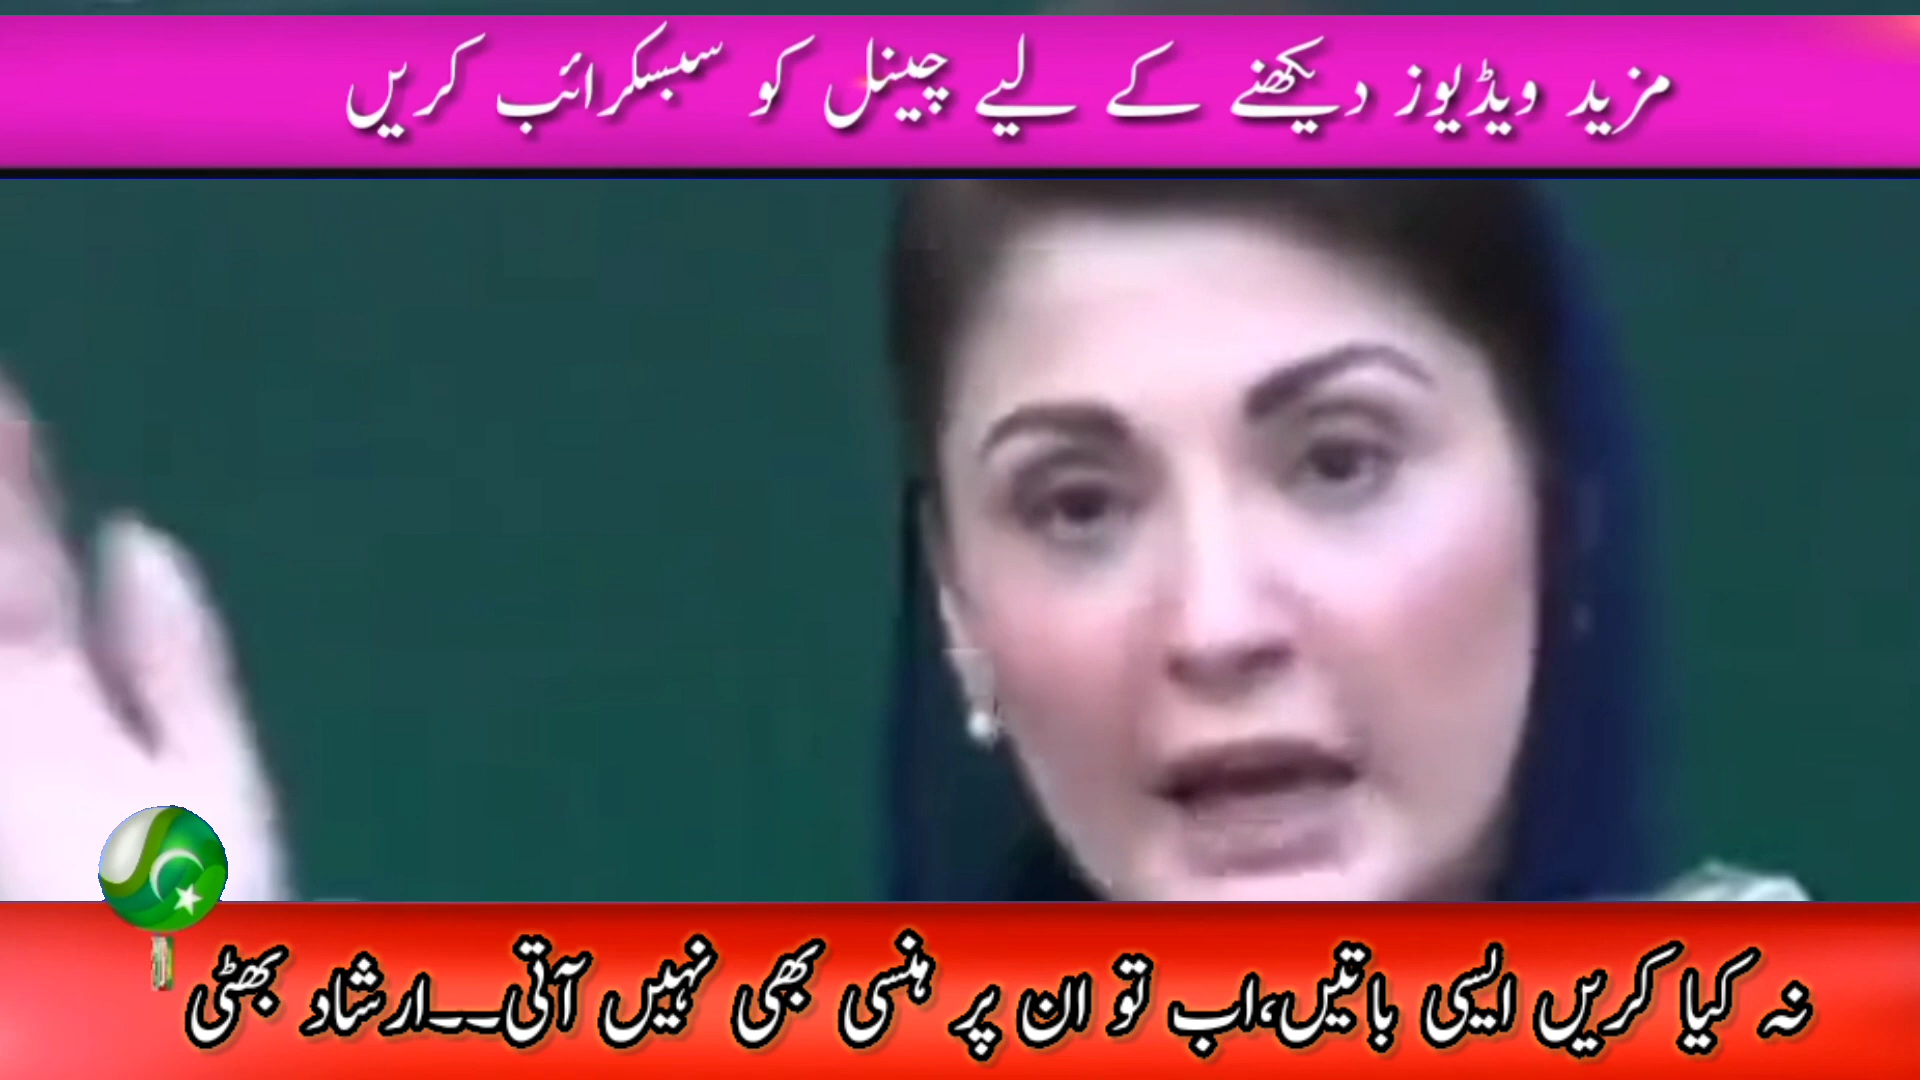 مزید ویڈیوز دیکھنے کے لیے چینل کو سبسکرائب کریں
نہ کیا کریں ایسی باتیں،اب تو ان پر ہنسی بھی نہیں آتی۔۔۔ارشاد بھٹی